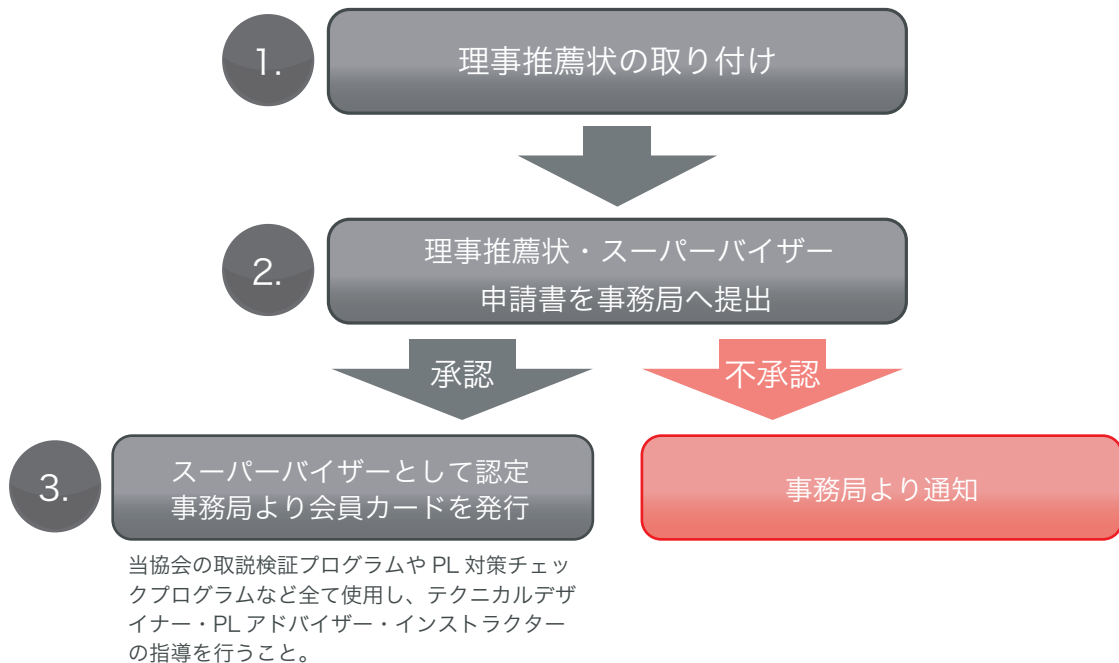 1.
理事推薦状の取り付け
2.
理事推薦状・スーパーバイザー
申請書を事務局へ提出
承認
不承認
3.
スーパーバイザーとして認定
事務局より会員カードを発行
事務局より通知
当協会の取説検証プログラムや PL 対策チェッ
クプログラムなど全て使用し、テクニカルデザ
イナー・PL アドバイザー・インストラクター
の指導を行うこと。